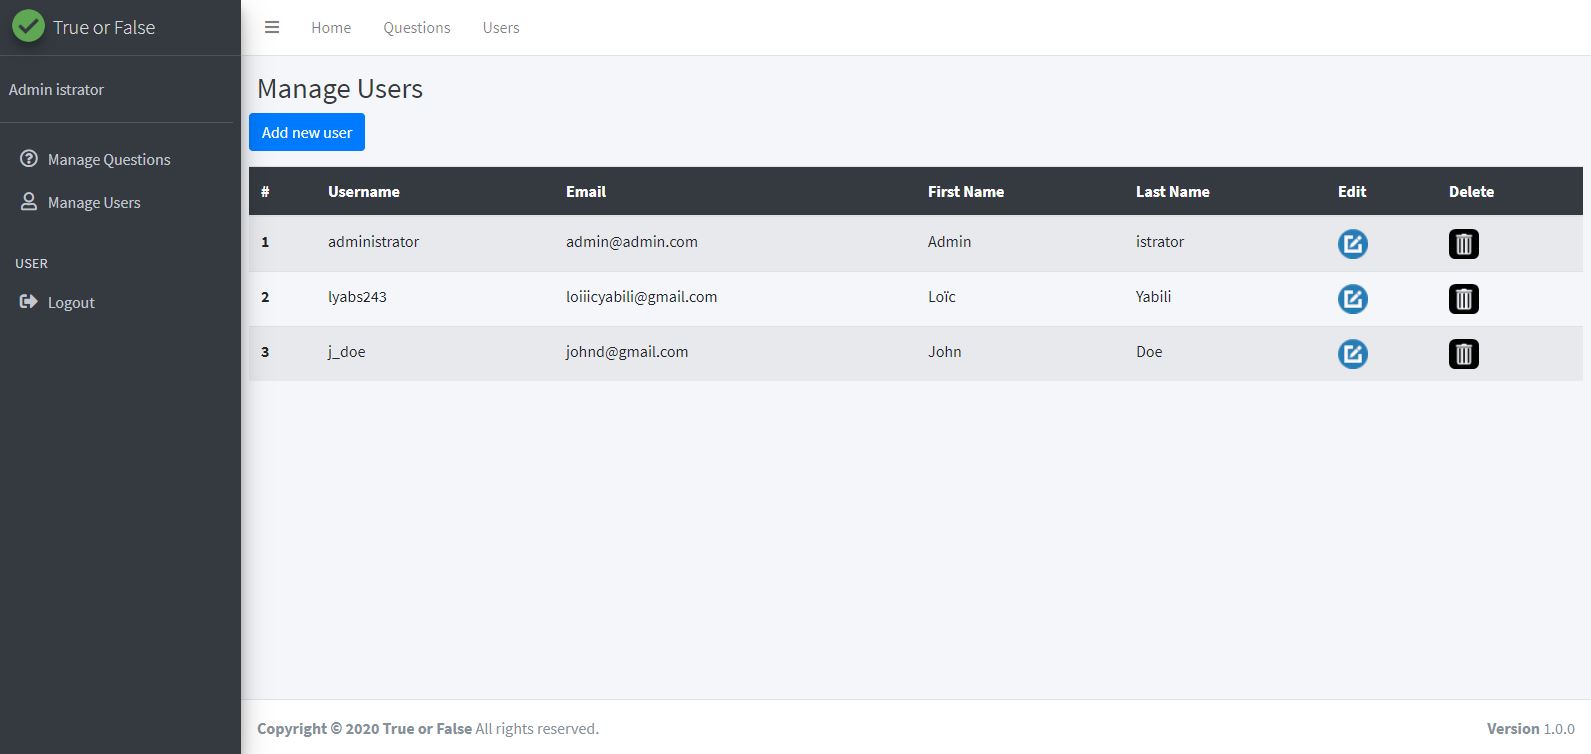 True or False
Home Questions Users
Admin istrator
Manage Questions
Manage Users
USER
Logout
Manage Users
Add new user
# Username Email First Name Last Name Edit Delete
1 administrator admin@admin.com Admin istrator
2 lyabs243 loiiicyabili@gmail.com Loïc Yabili
3 j_doe johnd@gmail.com John Doe
Copyright © 2020 True or False All rights reserved. Version 1.0.0